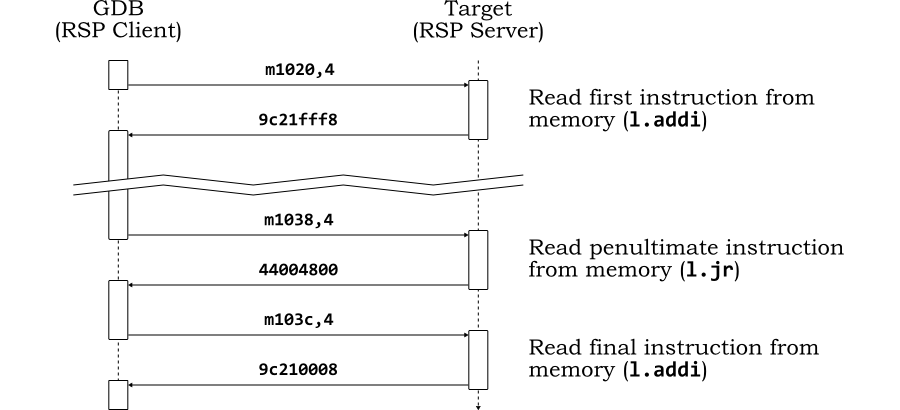 GDB
(RSP Client)
Target
(RSP Server)
m1020,4
Read first instruction from
memory (l.addi)
9c21fff8
m1038,4
Read penultimate instruction
from memory (l.jr)
44004800
m103c,4
Read final instruction from
memory (l.addi)
9c210008